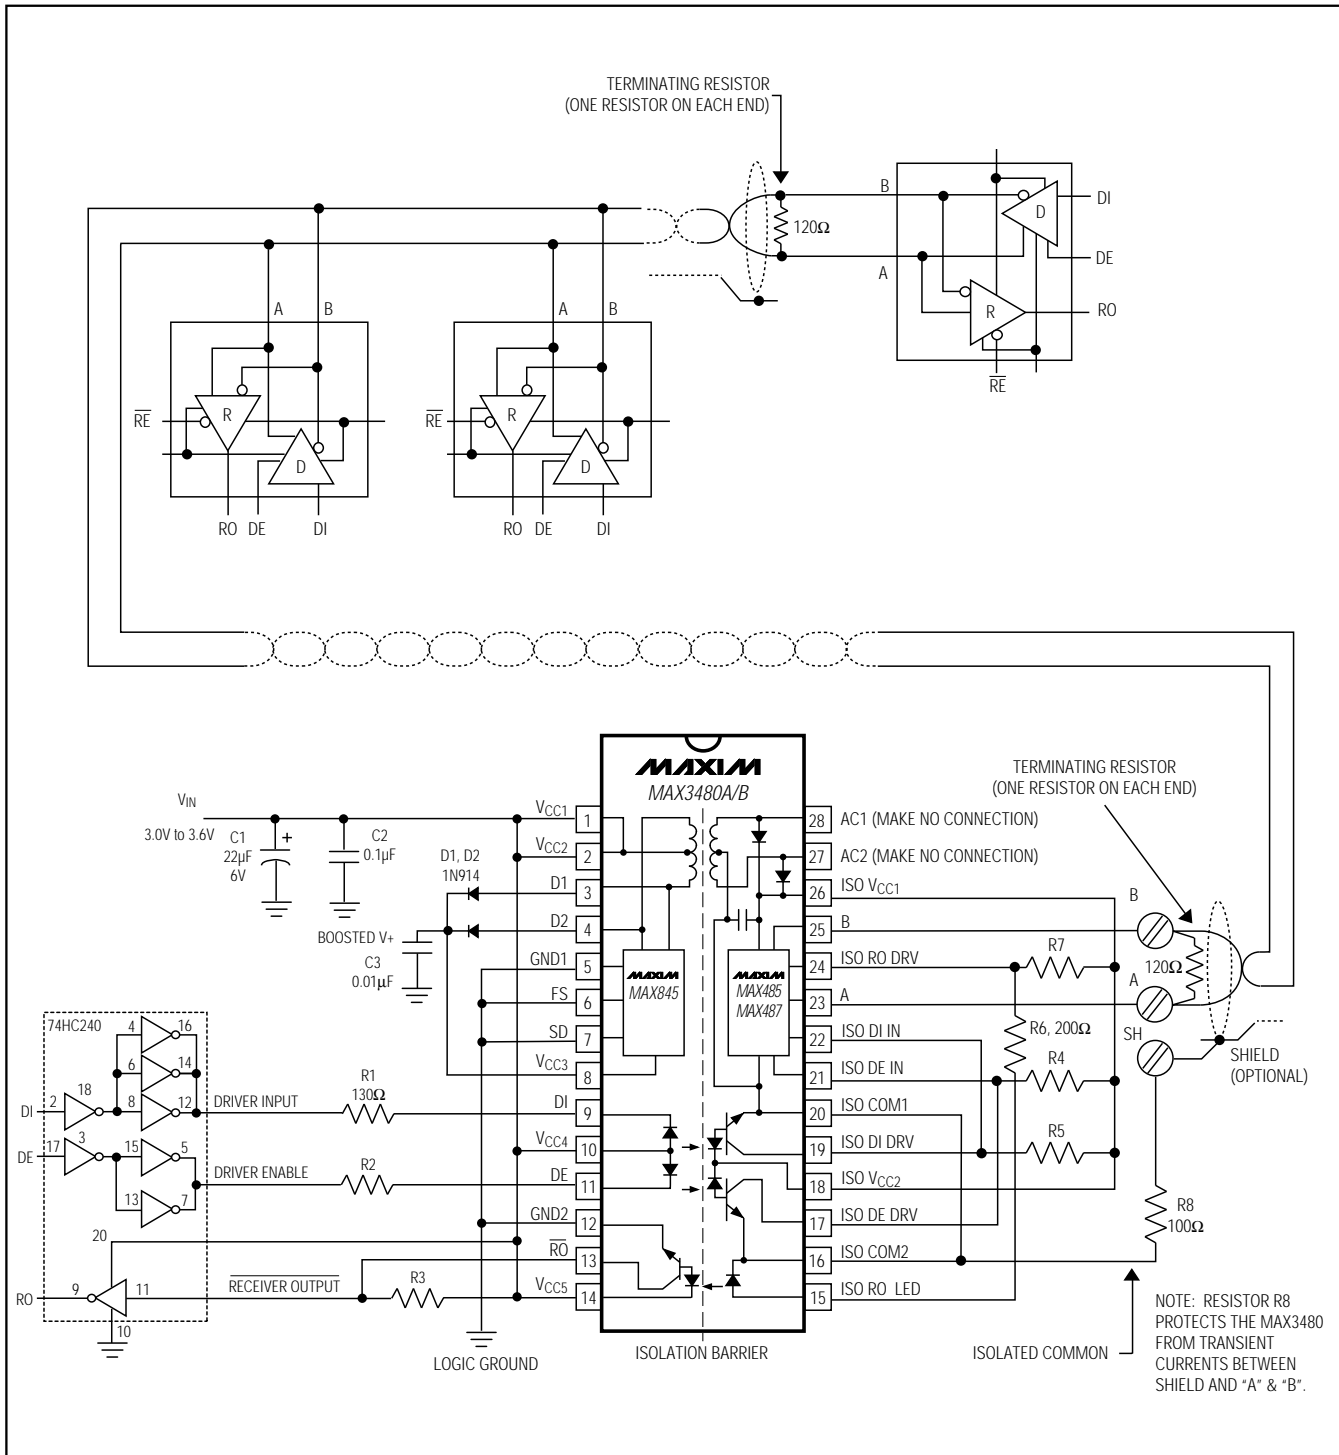 TERMINATING RESISTOR
(ONE RESISTOR ON EACH END)
B
120Ω
A
D
DI
DE
R
RO
RE
A B
RE
R
D
RO DE DI
A B
RE
R
D
RO DE DI
TERMINATING RESISTOR
(ONE RESISTOR ON EACH END)
MAXIM
MAX3480A/B
VIN
3.0V to 3.6V
C1
22µF
6V
+
C2
0.1µF
D1, D2
1N914
BOOSTED V+
C3
0.01µF
VCC1
1
VCC2
2
D1
3
D2
4
GND1
5
FS
6
SD
7
VCC3
8
DI
9
VCC4
10
DE
11
GND2
12
RO
13
VCC5
14
MAXIM
MAX845
MAXIM
MAX485
MAX487
28 AC1 (MAKE NO CONNECTION)
27 AC2 (MAKE NO CONNECTION)
26 ISO VCC1
25 B
24 ISO RO DRV
23 A
22 ISO DI IN
21 ISO DE IN
20 ISO COM1
19 ISO DI DRV
18 ISO VCC2
17 ISO DE DRV
16 ISO COM2
15 ISO RO LED
R7
R6, 200Ω
R4
R5
B
120Ω
A
SH
SHIELD
(OPTIONAL)
R8
100Ω
74HC240
4 16
6 14
18
DI 2
8 12
DRIVER INPUT
R1
130Ω
3
DE 17
15 5
DRIVER ENABLE
R2
13 7
20
RO 9
11
RECEIVER OUTPUT
R3
10
LOGIC GROUND
ISOLATION BARRIER
ISOLATED COMMON
NOTE: RESISTOR R8
PROTECTS THE MAX3480
FROM TRANSIENT
CURRENTS BETWEEN
SHIELD AND "A" & "B".